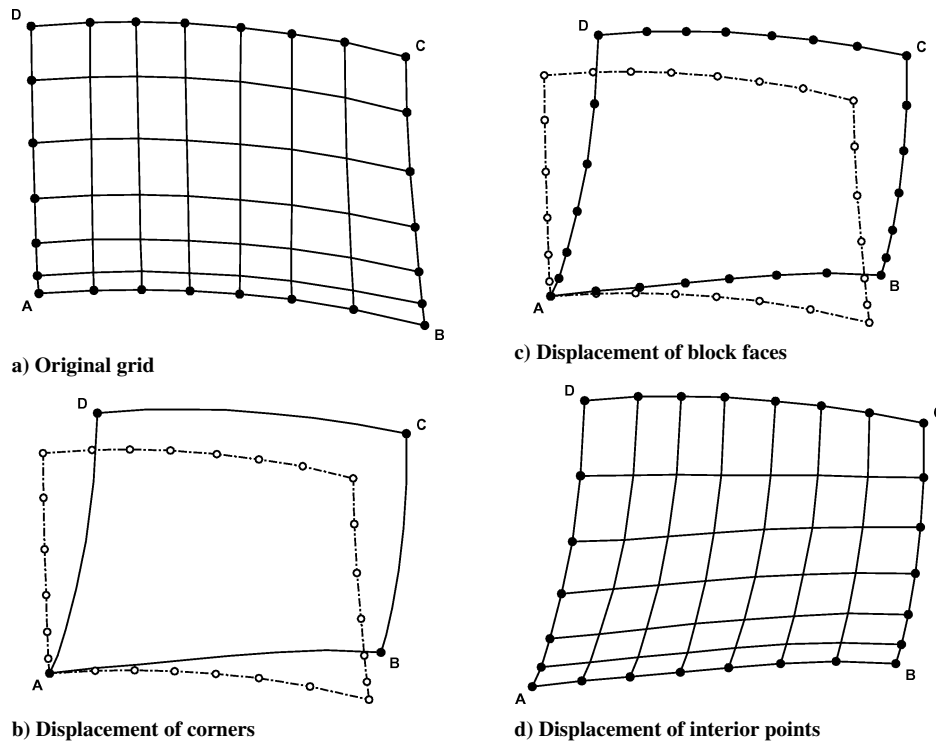 D
C
A
B
a) Original grid
D
C
A
B
c) Displacement of block faces
D
C
A
B
b) Displacement of corners
D
A
B
d) Displacement of interior points